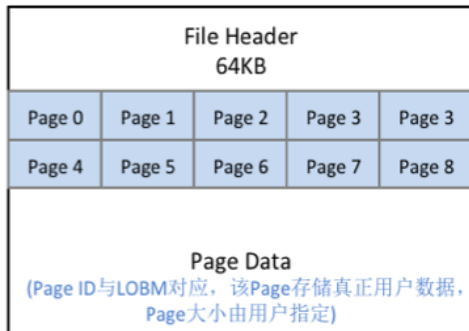 File Header
64KB
Page 0 Page 1 Page 2 Page 3 Page 3
Page 4 Page 5 Page 6 Page 7 Page 8
Page Data
(Page ID与LOBM对应，该Page存储真正用户数据，
Page大小由用户指定)